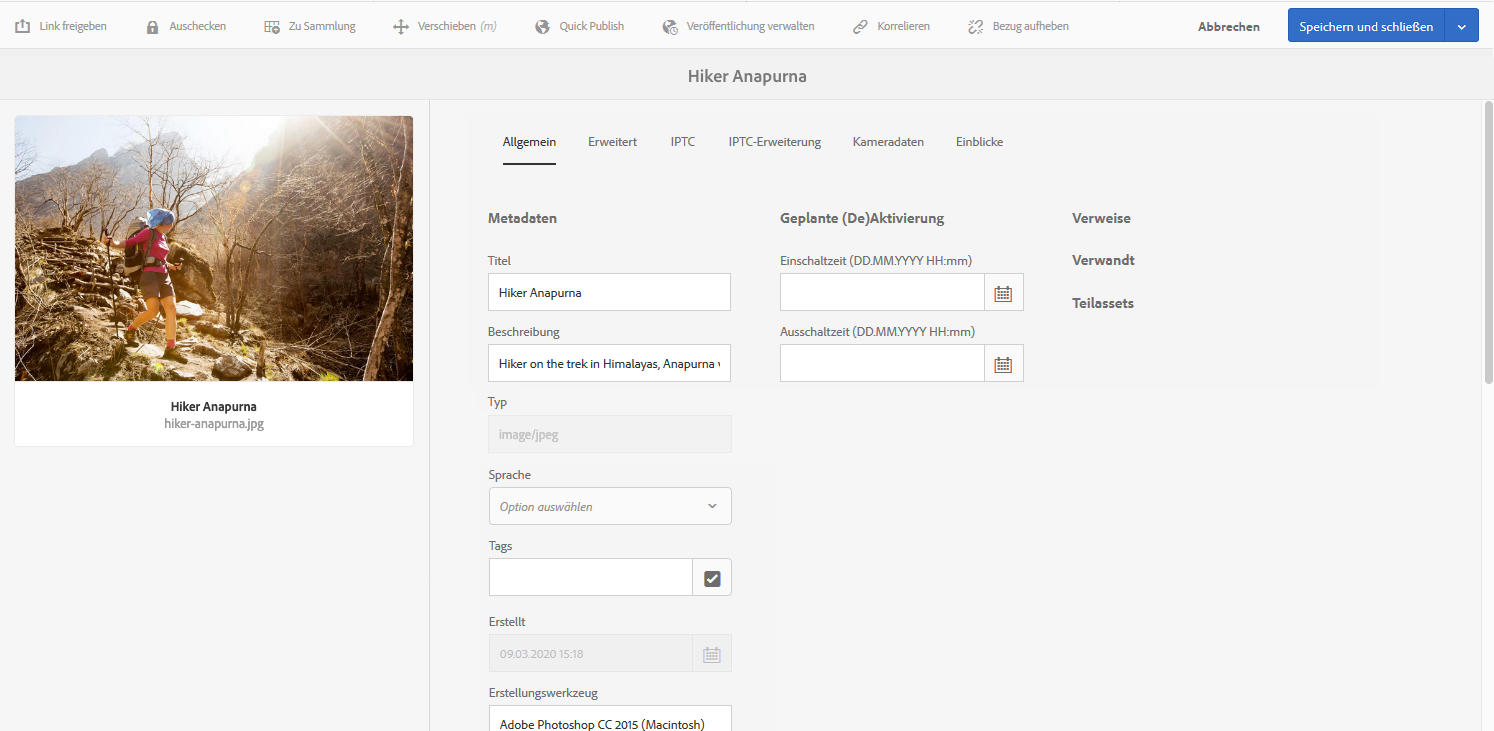 Link freigeben
Auschecken
Zu Sammlung
Verschieben (m)
Quick Publish
Veröffentlichung verwalten
Korrelieren
Bezug aufheben
Abbrechen
Speichern und schließen
Hiker Anapurna
Hiker Anapurna
hiker-anapurna.jpg
Allgemein
Erweitert
IPTC
IPTC-Erweiterung
Kameradaten
Einblicke
Metadaten
Titel
Hiker Anapurna
Beschreibung
Hiker on the trek in Himalayas, Anapurna
Typ
image/jpeg
Sprache
Option auswählen
Tags
Erstellt
09.03.2020 15:18
Erstellungswerkzeug
Adobe Photoshop CC 2015 (Macintosh)
Geplante (De)Aktivierung
Einschaltzeit (DD.MM.YYYY HH:mm)
Ausschaltzeit (DD.MM.YYYY HH:mm)
Verweise
Verwandt
Teilassets